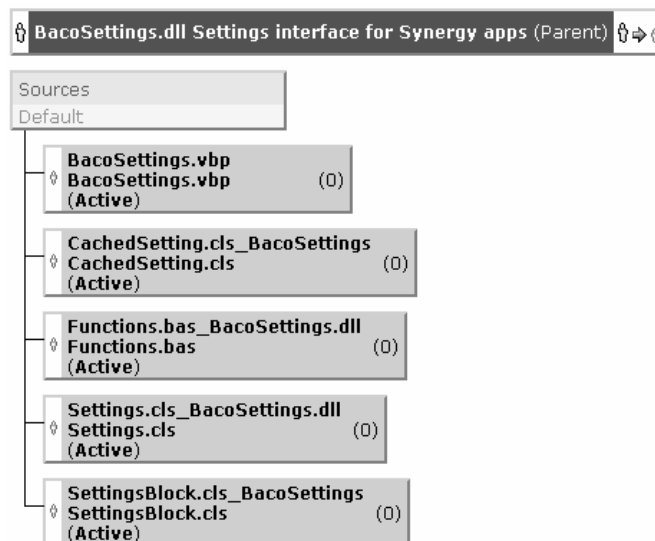 BacoSettings.dll Settings interface for Synergy apps (Parent)
Sources
Default
BacoSettings.vbp
BacoSettings.vbp (0)
(Active)
CachedSetting.cls_BacoSettings
CachedSetting.cls (0)
(Active)
Functions.bas_BacoSettings.dll
Functions.bas (0)
(Active)
Settings.cls_BacoSettings.dll
Settings.cls (0)
(Active)
SettingsBlock.cls_BacoSettings
SettingsBlock.cls (0)
(Active)